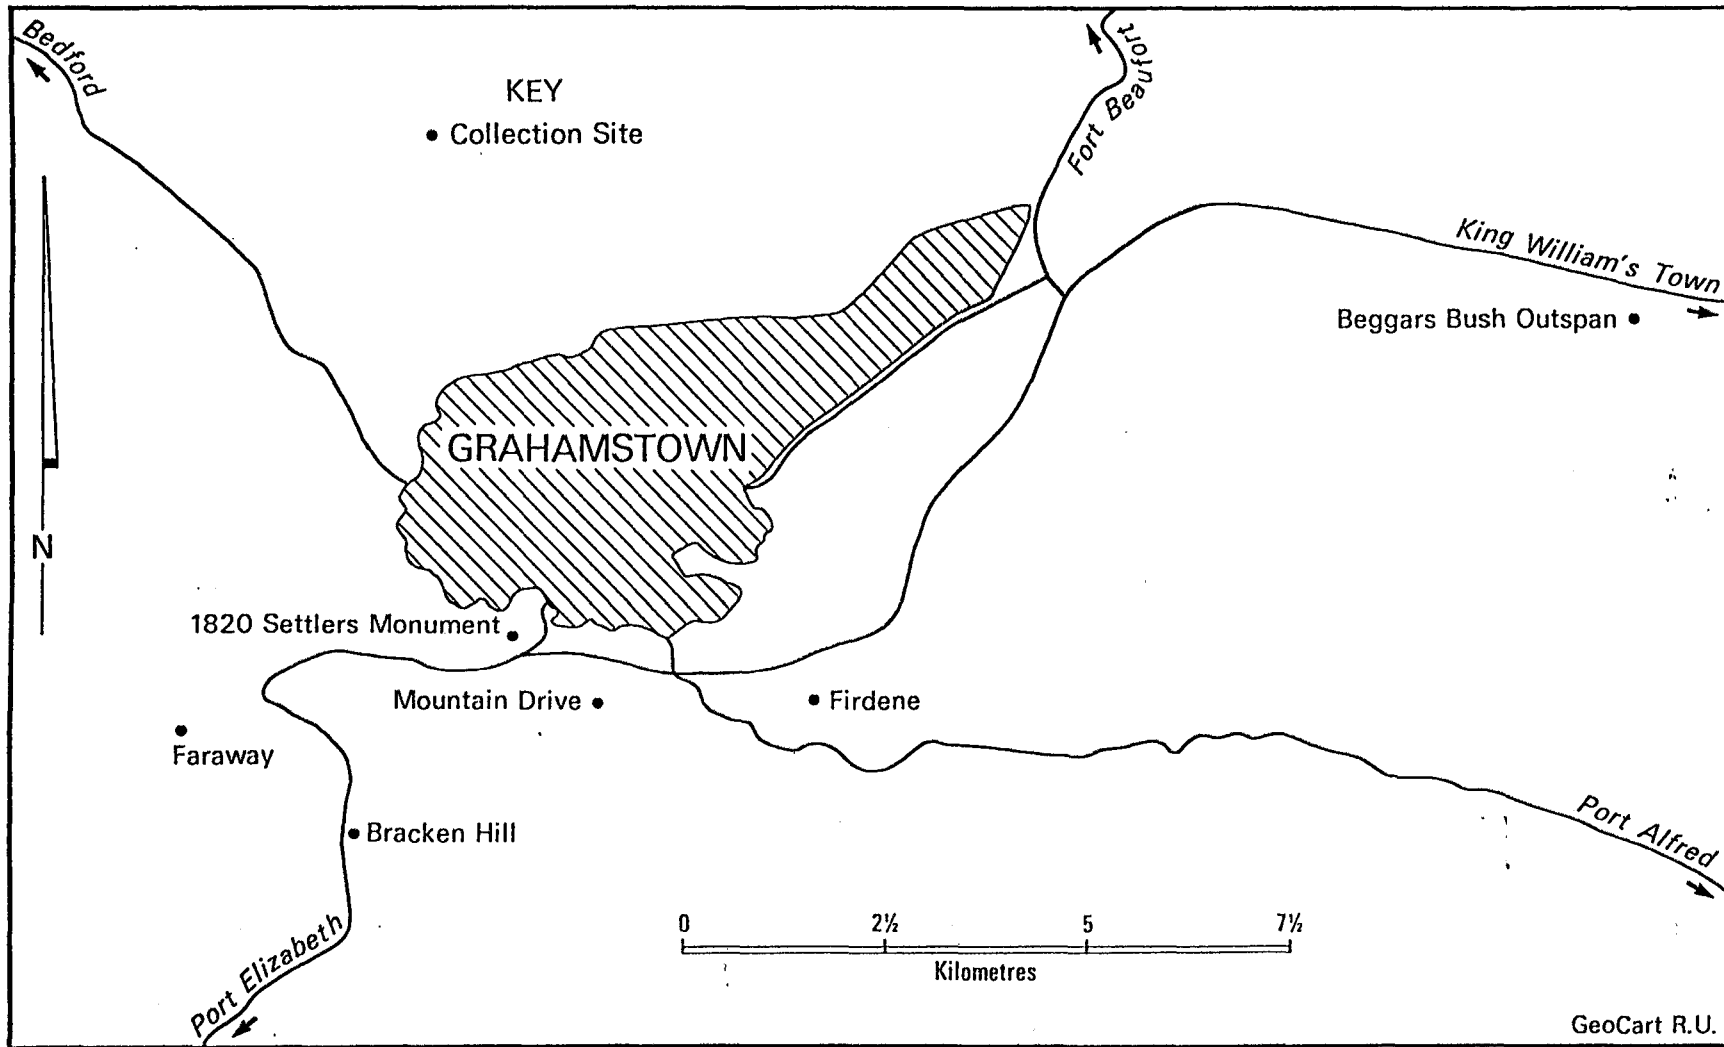 Bedford
KEY
Collection Site
Fort Beaufort
King William's Town
Beggars Bush Outspan
GRAHAMSTOWN
N
1820 Settlers Monument
Mountain Drive
Firdene
Faraway
Bracken Hill
Port Alfred
Port Elizabeth
0 2½ 5 7½
Kilometres
GeoCart R.U.